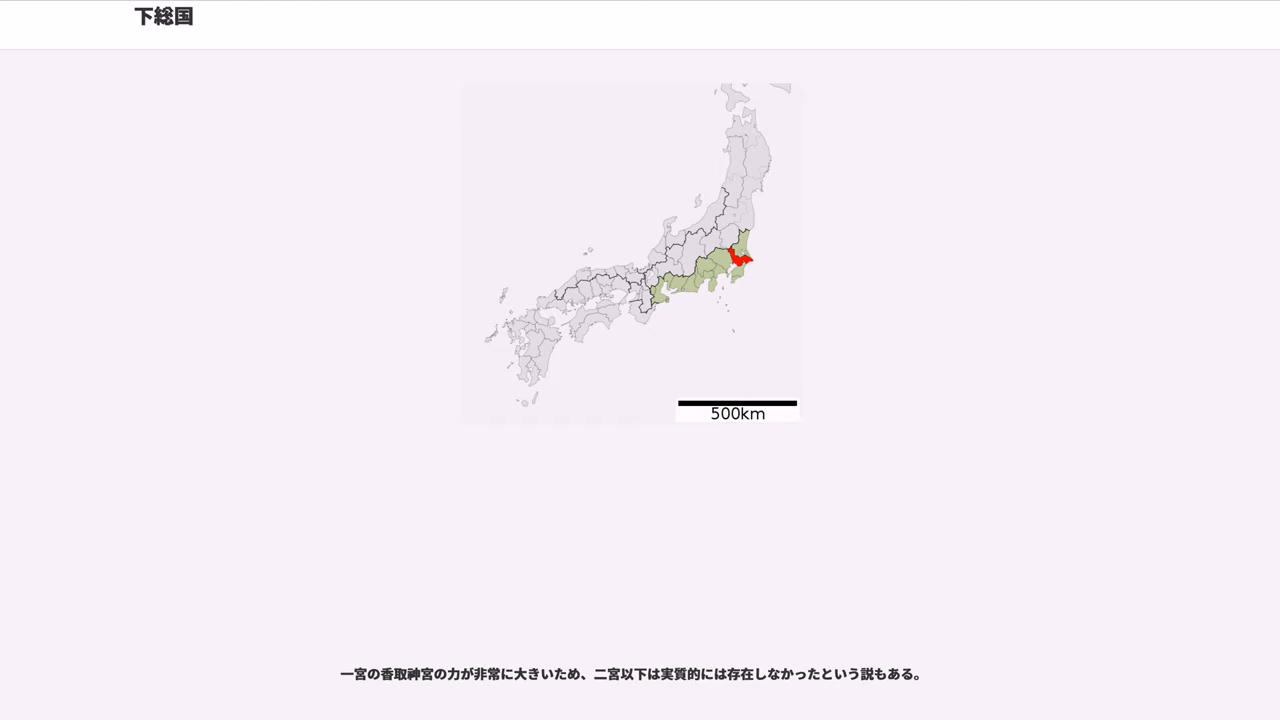 下総国
500km
一宮の香取神宮の力が非常に大きいため、二宮以下は実質的には存在しなかったという説もある。